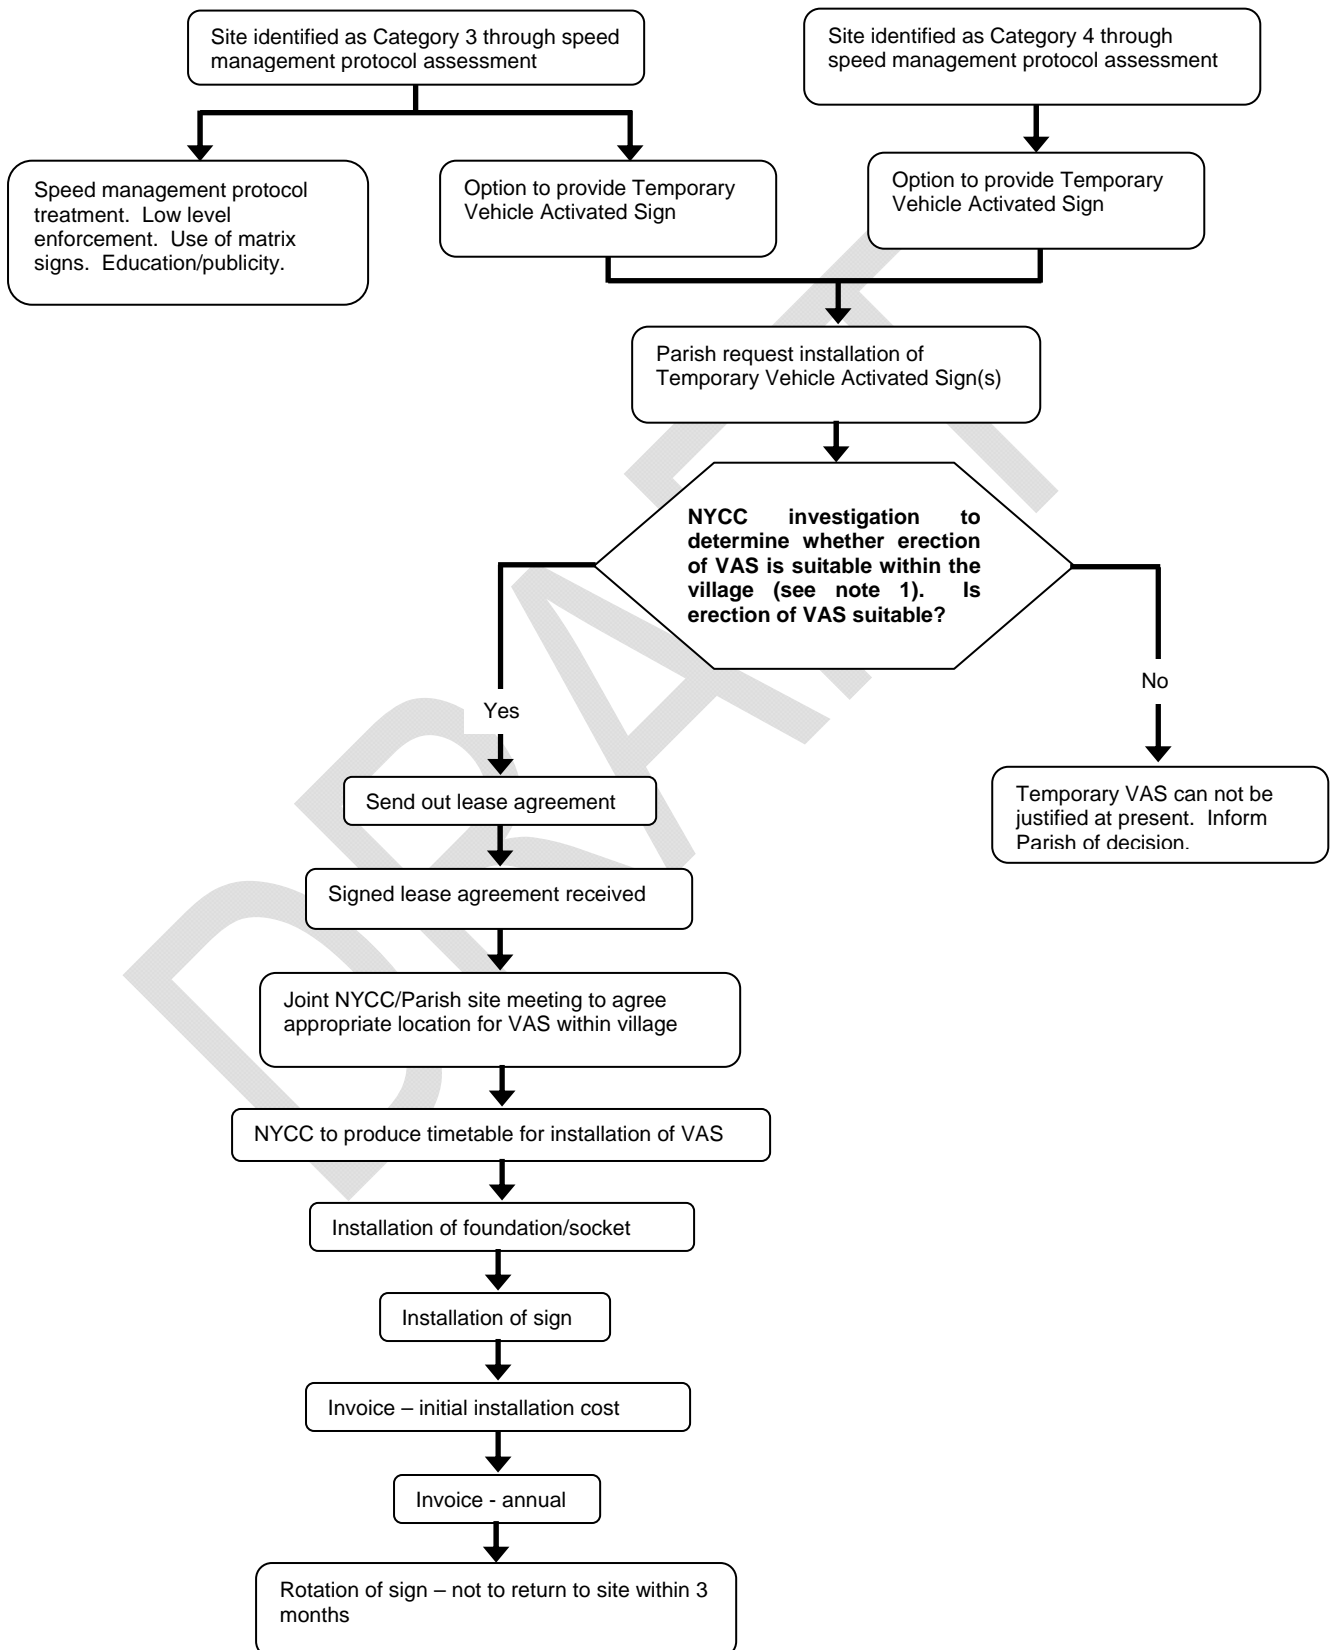 Site identified as Category 3 through speed
management protocol assessment
Site identified as Category 4 through
speed management protocol assessment
Speed management protocol
treatment. Low level
enforcement. Use of matrix
signs. Education/publicity.
Option to provide Temporary
Vehicle Activated Sign
Option to provide Temporary
Vehicle Activated Sign
Parish request installation of
Temporary Vehicle Activated Sign(s)
NYCC investigation to
determine whether erection
of VAS is suitable within the
village (see note 1). Is
erection of VAS suitable?
Yes
No
Send out lease agreement
Temporary VAS can not be
justified at present. Inform
Parish of decision.
Signed lease agreement received
Joint NYCC/Parish site meeting to agree
appropriate location for VAS within village
NYCC to produce timetable for installation of VAS
Installation of foundation/socket
Installation of sign
Invoice – initial installation cost
Invoice - annual
Rotation of sign – not to return to site within 3
months
DRAFT